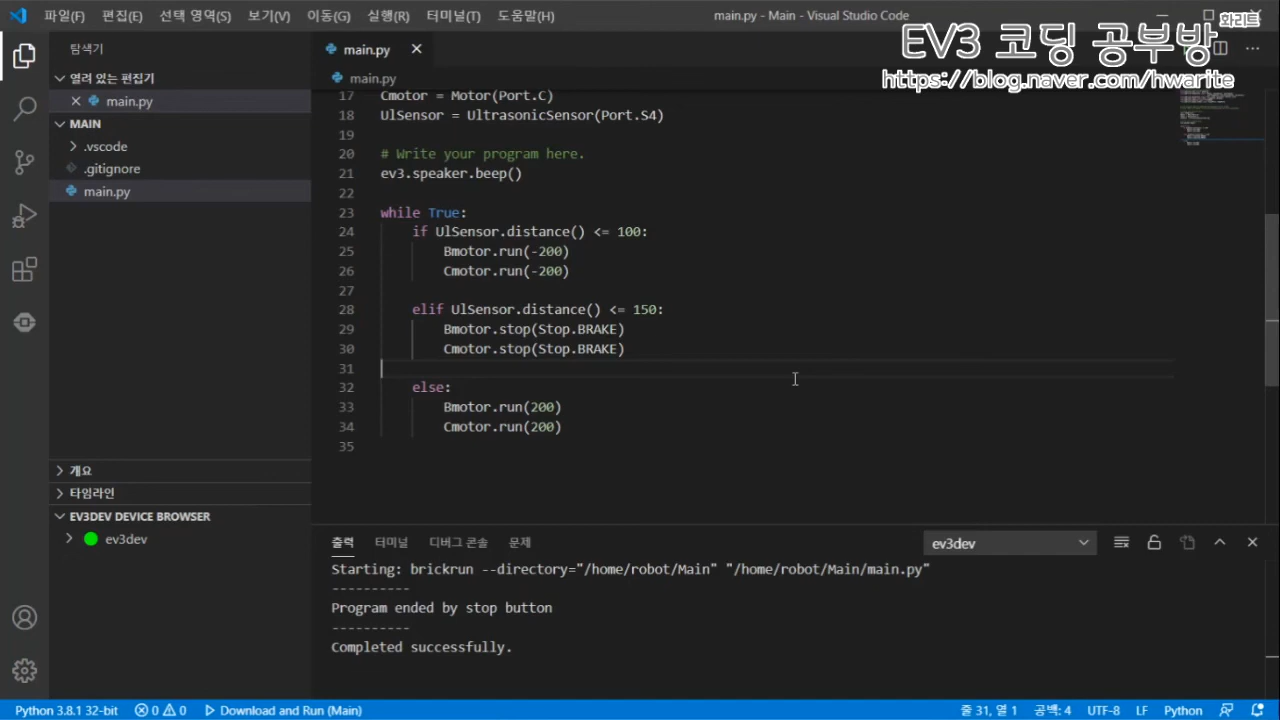 파일(F) 편집(E) 선택 영역(S) 보기(V) 이동(G) 실행(R) 터미널(T) 도움말(H) main.py - Main - Visual Studio Code
화리트
EV3 코딩 공부방
https://blog.naver.com/hwarite
탐색기
열려 있는 편집기
main.py
MAIN
.vscode
.gitignore
main.py
개요
타임라인
EV3DEV DEVICE BROWSER
ev3dev
main.py
main.py
17 Cmotor = Motor(Port.C)
18 UlSensor = UltrasonicSensor(Port.S4)
19
20 # Write your program here.
21 ev3.speaker.beep()
22
23 while True:
24 if UlSensor.distance() <= 100:
25 Bmotor.run(-200)
26 Cmotor.run(-200)
27
28 elif UlSensor.distance() <= 150:
29 Bmotor.stop(Stop.BRAKE)
30 Cmotor.stop(Stop.BRAKE)
31
32 else:
33 Bmotor.run(200)
34 Cmotor.run(200)
35
출력 터미널 디버그 콘솔 문제 ev3dev
Starting: brickrun --directory="/home/robot/Main" "/home/robot/Main/main.py"
----------
Program ended by stop button
----------
Completed successfully.
Python 3.8.1 32-bit 0 0 Download and Run (Main) 줄 31, 열 1 공백: 4 UTF-8 LF Python